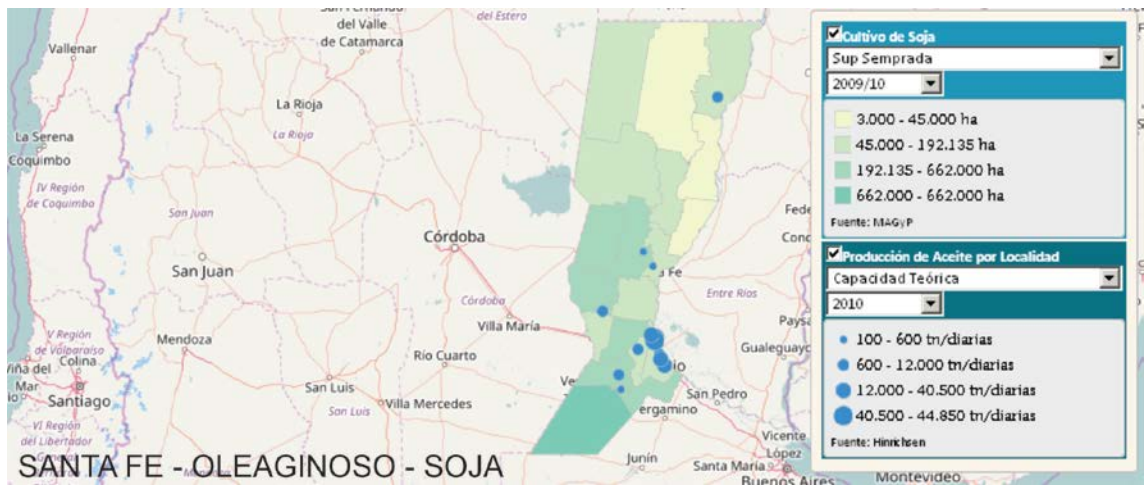 del Estero
del Valle
de Catamarca
Vallenar
La Rioja
La Rioja
La Serena
Coquimbo
IV Región
de Coquimbo
San Juan
San Juan
Córdoba
Córdoba
Villa María
Entre Ríos
Mendoza
Río Cuarto
Gualeguayc
V Región
de Valparaíso
Colina
Mar
Santiago
San Luis
San Luis
Villa Mercedes
San Pedro
ergamino
VI Región
del Libertador
Junín
Vicente
López
Santa María
Buenos Aires
Montevideo
SANTA FE - OLEAGINOSO - SOJA
Cultivo de Soja
Sup Semprada
2009/10
3.000 - 45.000 ha
45.000 - 192.135 ha
192.135 - 662.000 ha
662.000 - 662.000 ha
Fuente: MAGyP
Producción de Aceite por Localidad
Capacidad Teórica
2010
100 - 600 tn/diarias
600 - 12.000 tn/diarias
12.000 - 40.500 tn/diarias
40.500 - 44.850 tn/diarias
Fuente: Hinrichsen